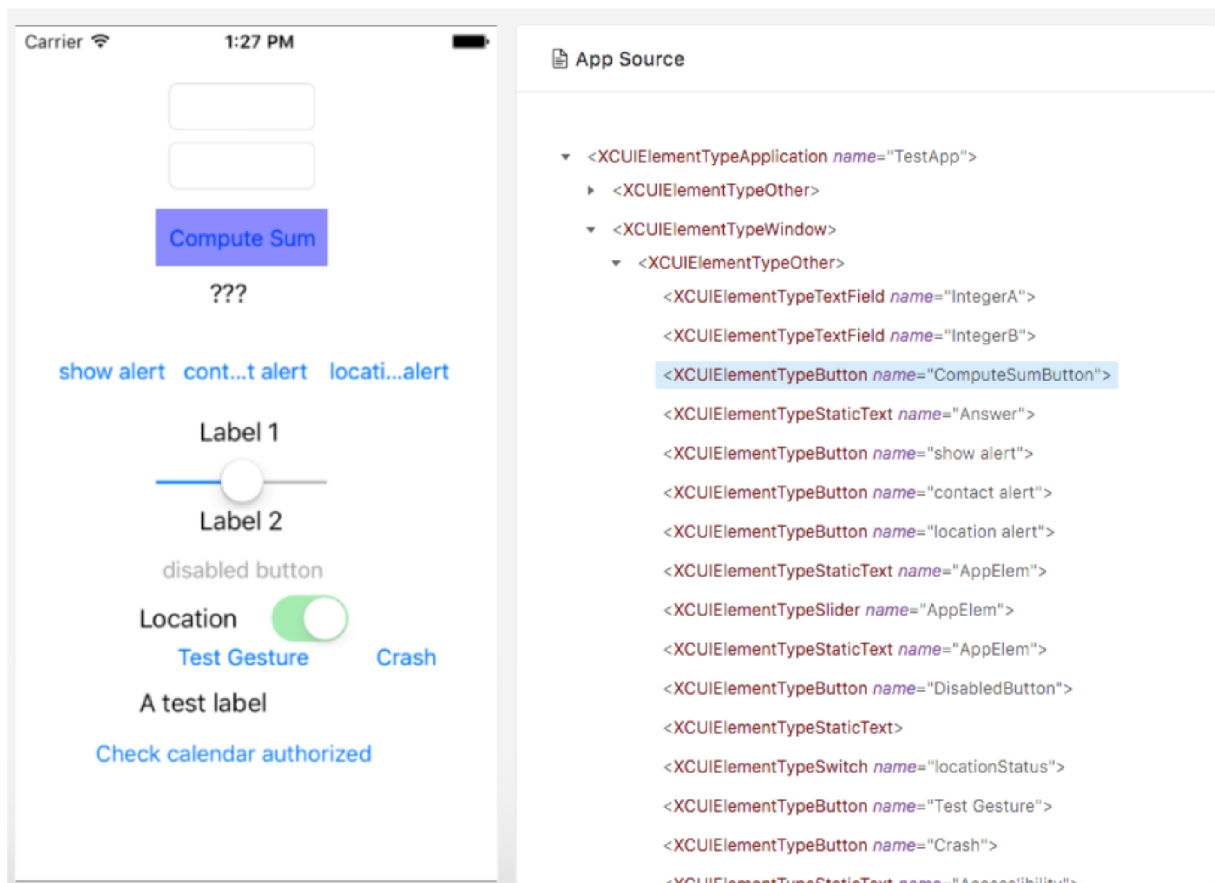 Carrier 1:27 PM
Compute Sum
???
show alert cont...t alert locati...alert
Label 1
Label 2
disabled button
Location
Test Gesture Crash
A test label
Check calendar authorized
App Source
<XCUIElementTypeApplication name="TestApp">
<XCUIElementTypeOther>
<XCUIElementTypeWindow>
<XCUIElementTypeOther>
<XCUIElementTypeTextField name="IntegerA">
<XCUIElementTypeTextField name="IntegerB">
<XCUIElementTypeButton name="ComputeSumButton">
<XCUIElementTypeStaticText name="Answer">
<XCUIElementTypeButton name="show alert">
<XCUIElementTypeButton name="contact alert">
<XCUIElementTypeButton name="location alert">
<XCUIElementTypeStaticText name="AppElem">
<XCUIElementTypeSlider name="AppElem">
<XCUIElementTypeStaticText name="AppElem">
<XCUIElementTypeButton name="DisabledButton">
<XCUIElementTypeStaticText>
<XCUIElementTypeSwitch name="locationStatus">
<XCUIElementTypeButton name="Test Gesture">
<XCUIElementTypeButton name="Crash">